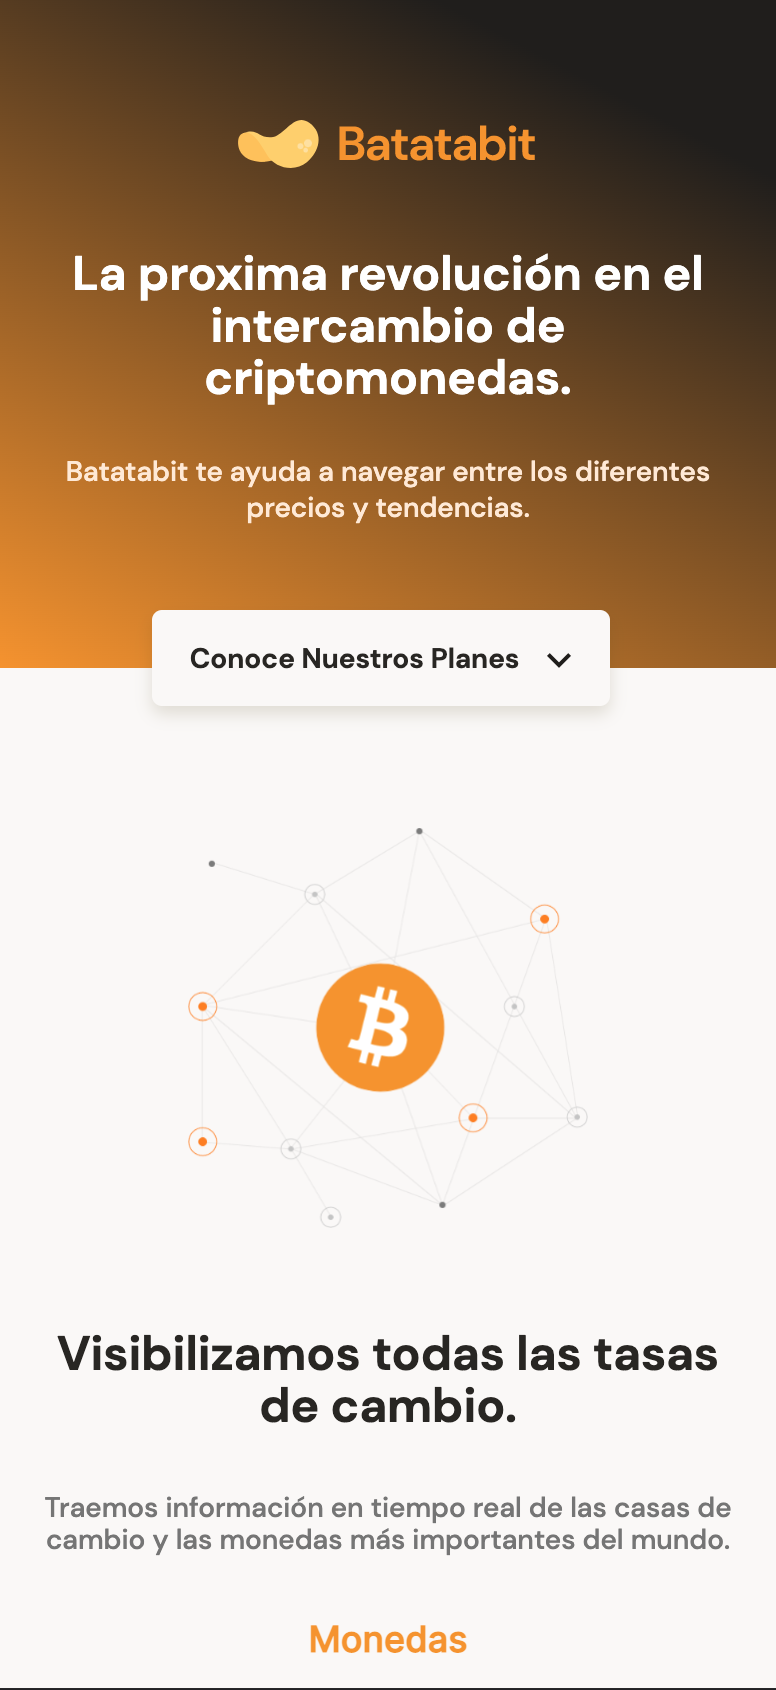 Batatabit
La proxima revolución en el
intercambio de
criptomonedas.
Batatabit te ayuda a navegar entre los diferentes
precios y tendencias.
Conoce Nuestros Planes
Visibilizamos todas las tasas
de cambio.
Traemos información en tiempo real de las casas de
cambio y las monedas más importantes del mundo.
Monedas